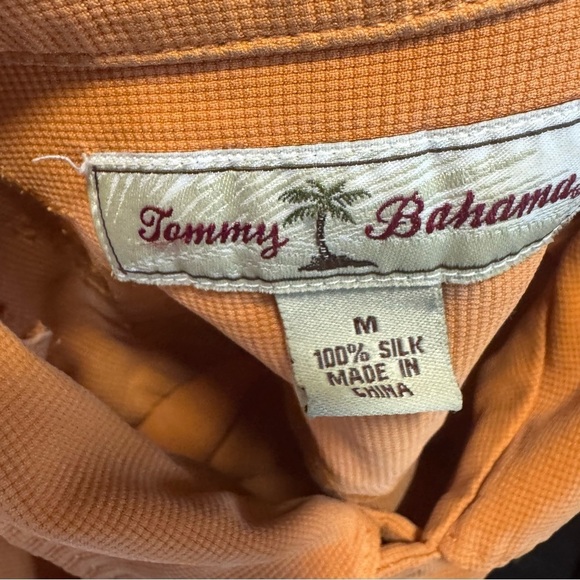 Tommy Bahama
M
100% SILK
MADE IN
CHINA